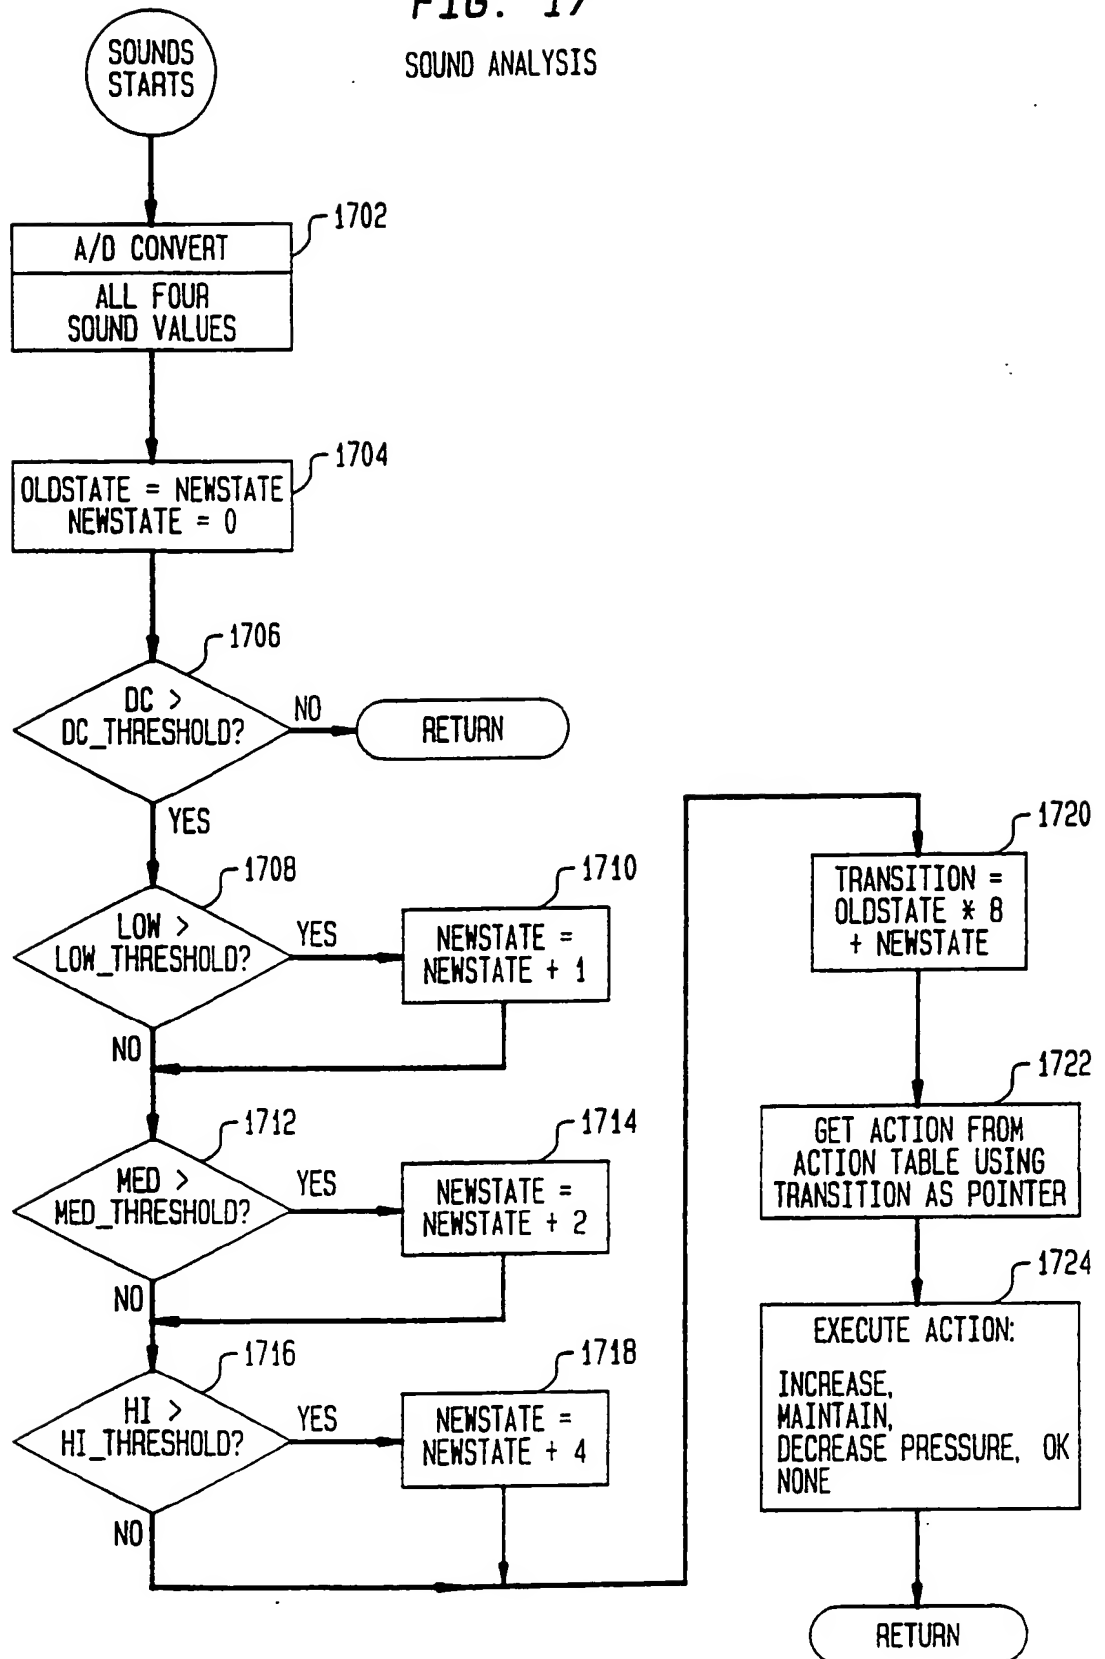 FIG. 17
SOUND ANALYSIS
SOUNDS
STARTS
1702
A/D CONVERT
ALL FOUR
SOUND VALUES
1704
OLDSTATE = NEWSTATE
NEWSTATE = 0
1706
DC >
DC_THRESHOLD?
NO
RETURN
YES
1708
LOW >
LOW_THRESHOLD?
YES
1710
NEWSTATE =
NEWSTATE + 1
NO
1712
MED >
MED_THRESHOLD?
YES
1714
NEWSTATE =
NEWSTATE + 2
NO
1716
HI >
HI_THRESHOLD?
YES
1718
NEWSTATE =
NEWSTATE + 4
NO
1720
TRANSITION =
OLDSTATE * 8
+ NEWSTATE
1722
GET ACTION FROM
ACTION TABLE USING
TRANSITION AS POINTER
1724
EXECUTE ACTION:
INCREASE,
MAINTAIN,
DECREASE PRESSURE, OK
NONE
RETURN